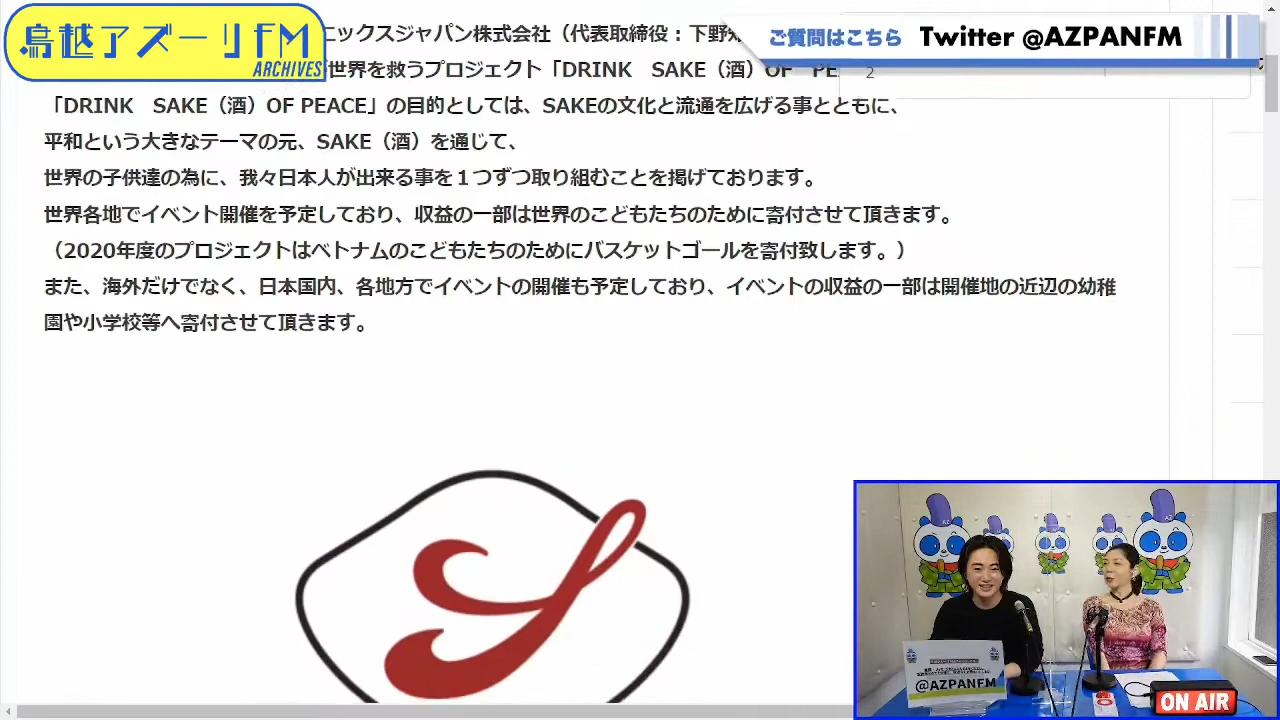 鳥越アズーリFM
ARCHIVES
ニックスジャパン株式会社（代表取締役：下野
ご質問はこちら Twitter @AZPANFM
世界を救うプロジェクト「DRINK SAKE（酒）OF PE
2
「DRINK SAKE（酒）OF PEACE」の目的としては、SAKEの文化と流通を広げる事とともに、
平和という大きなテーマの元、SAKE（酒）を通じて、
世界の子供達の為に、我々日本人が出来る事を１つずつ取り組むことを掲げております。
世界各地でイベント開催を予定しており、収益の一部は世界のこどもたちのために寄付させて頂きます。
（2020年度のプロジェクトはベトナムのこどもたちのためにバスケットゴールを寄付致します。）
また、海外だけでなく、日本国内、各地方でイベントの開催も予定しており、イベントの収益の一部は開催地の近辺の幼稚
園や小学校等へ寄付させて頂きます。
@AZPANFM
ON AIR